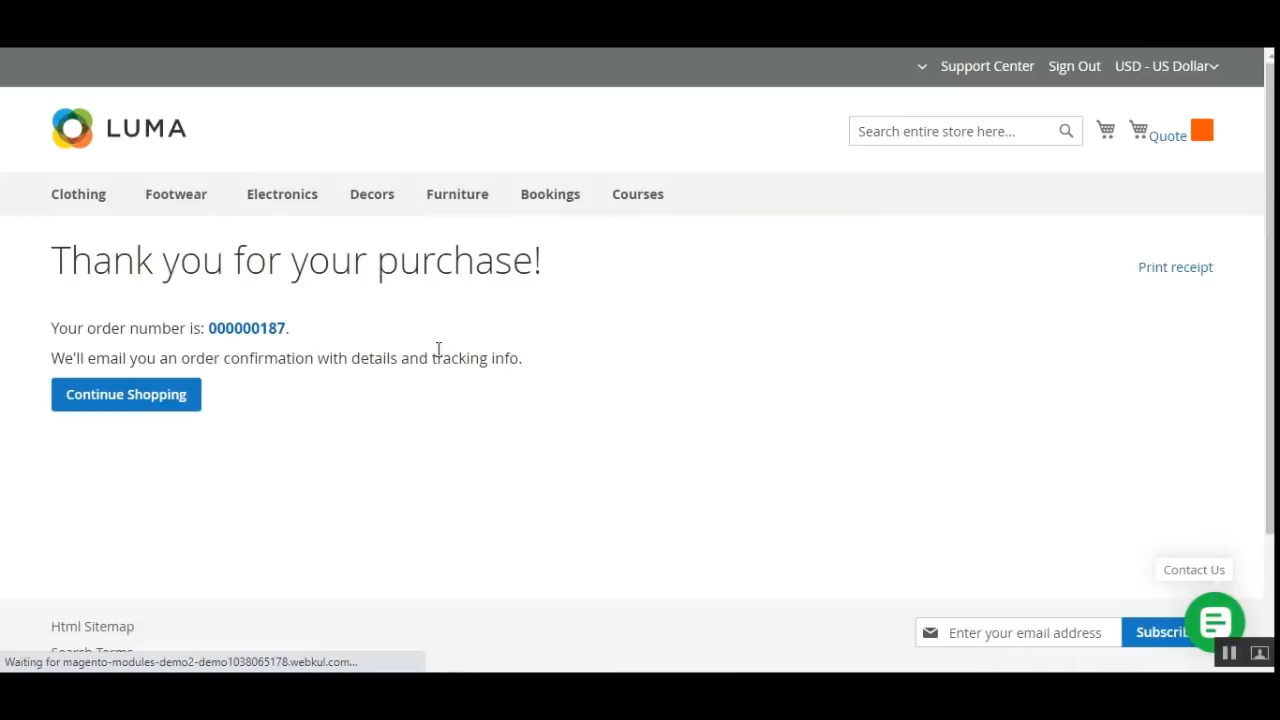 Support Center Sign Out USD - US Dollar
LUMA
Search entire store here...
Quote
Clothing Footwear Electronics Decors Furniture Bookings Courses
Thank you for your purchase!
Print receipt
Your order number is: 000000187.
We'll email you an order confirmation with details and tracking info.
Continue Shopping
Contact Us
Html Sitemap
Enter your email address
Subscrib
Search Terms
Waiting for magento-modules-demo2-demo1038065178.webkul.com...